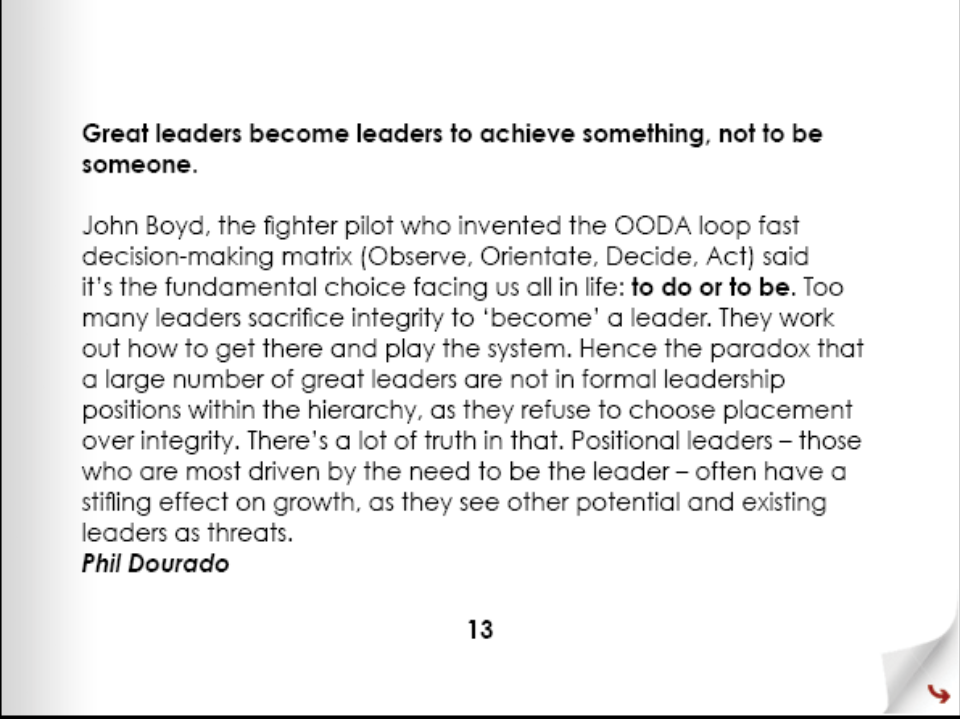 Great leaders become leaders to achieve something, not to be
someone.
John Boyd, the fighter pilot who invented the OODA loop fast
decision-making matrix (Observe, Orientate, Decide, Act) said
it's the fundamental choice facing us all in life: to do or to be. Too
many leaders sacrifice integrity to ‘become’ a leader. They work
out how to get there and play the system. Hence the paradox that
a large number of great leaders are not in formal leadership
positions within the hierarchy, as they refuse to choose placement
over integrity. There's a lot of truth in that. Positional leaders – those
who are most driven by the need to be the leader – often have a
stifling effect on growth, as they see other potential and existing
leaders as threats.
Phil Dourado
13